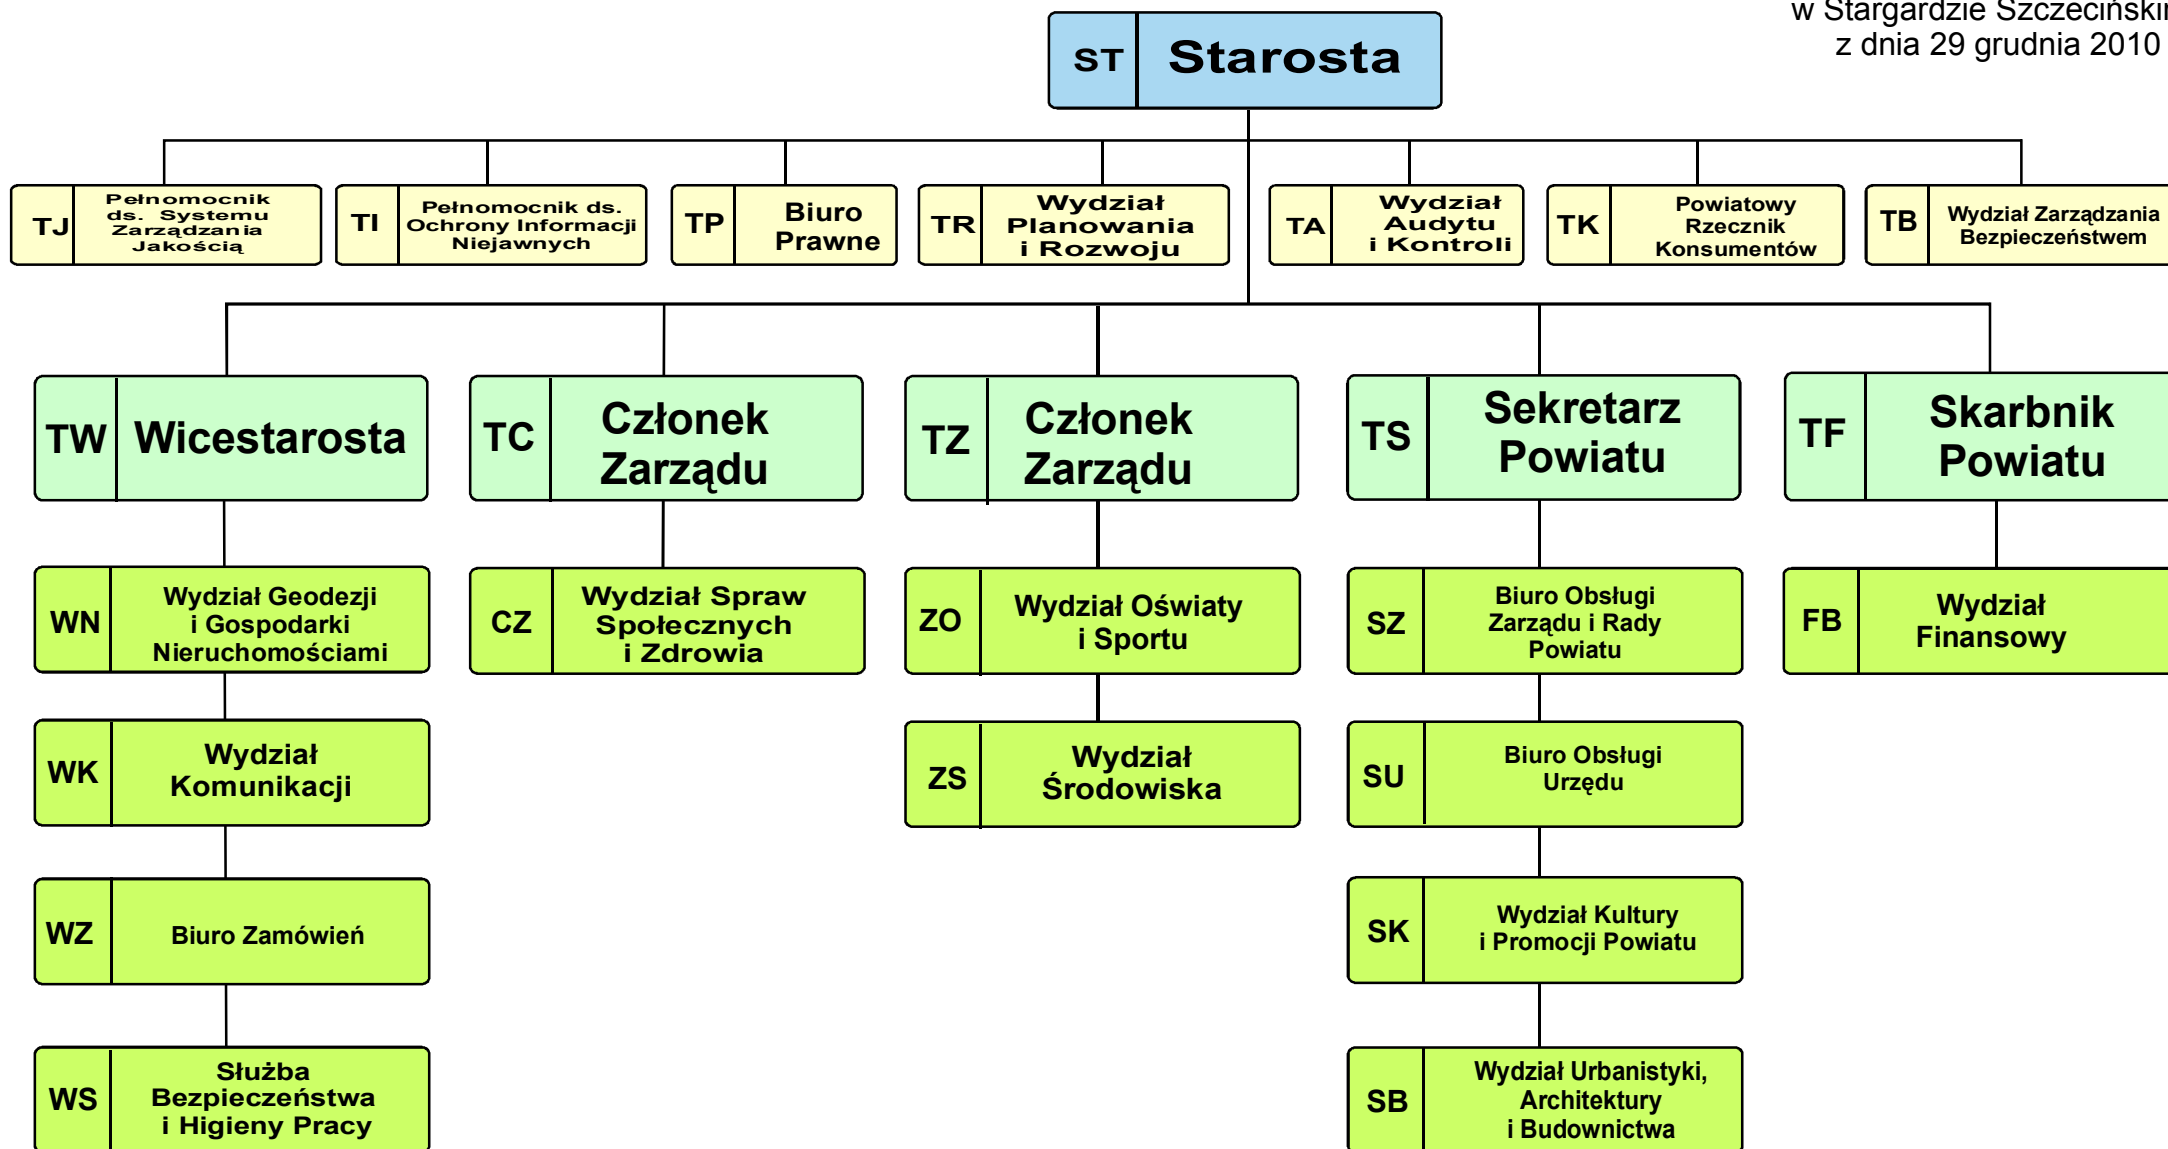 w Stargardzie Szczeciński
z dnia 29 grudnia 2010
ST
Starosta
TJ
Pełnomocnik
ds. Systemu
Zarządzania
Jakością
TI
Pełnomocnik ds.
Ochrony Informacji
Niejawnych
TP
Biuro
Prawne
TR
Wydział
Planowania
i Rozwoju
TA
Wydział
Audytu
i Kontroli
TK
Powiatowy
Rzecznik
Konsumentów
TB
Wydział Zarządzania
Bezpieczeństwem
TW
Wicestarosta
TC
Członek
Zarządu
TZ
Członek
Zarządu
TS
Sekretarz
Powiatu
TF
Skarbnik
Powiatu
WN
Wydział Geodezji
i Gospodarki
Nieruchomościami
CZ
Wydział Spraw
Społecznych
i Zdrowia
ZO
Wydział Oświaty
i Sportu
SZ
Biuro Obsługi
Zarządu i Rady
Powiatu
FB
Wydział
Finansowy
WK
Wydział
Komunikacji
ZS
Wydział
Środowiska
SU
Biuro Obsługi
Urzędu
WZ
Biuro Zamówień
SK
Wydział Kultury
i Promocji Powiatu
WS
Służba
Bezpieczeństwa
i Higieny Pracy
SB
Wydział Urbanistyki,
Architektury
i Budownictwa